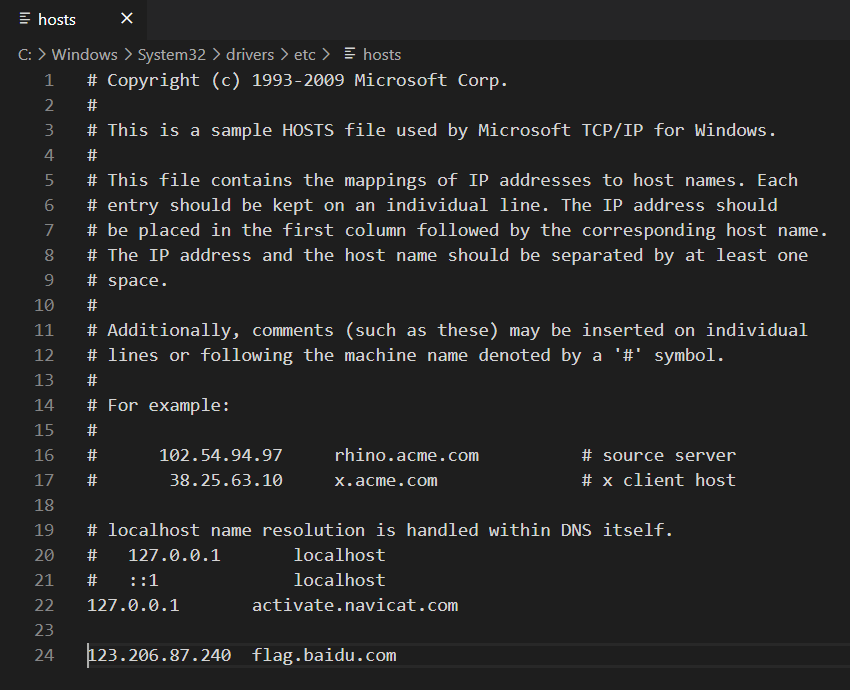 hosts
C: > Windows > System32 > drivers > etc > hosts
1 # Copyright (c) 1993-2009 Microsoft Corp.
2 #
3 # This is a sample HOSTS file used by Microsoft TCP/IP for Windows.
4 #
5 # This file contains the mappings of IP addresses to host names. Each
6 # entry should be kept on an individual line. The IP address should
7 # be placed in the first column followed by the corresponding host name.
8 # The IP address and the host name should be separated by at least one
9 # space.
10 #
11 # Additionally, comments (such as these) may be inserted on individual
12 # lines or following the machine name denoted by a '#' symbol.
13 #
14 # For example:
15 #
16 #      102.54.94.97     rhino.acme.com          # source server
17 #       38.25.63.10     x.acme.com              # x client host
18
19 # localhost name resolution is handled within DNS itself.
20 #   127.0.0.1       localhost
21 #   ::1             localhost
22 127.0.0.1       activate.navicat.com
23
24 123.206.87.240  flag.baidu.com